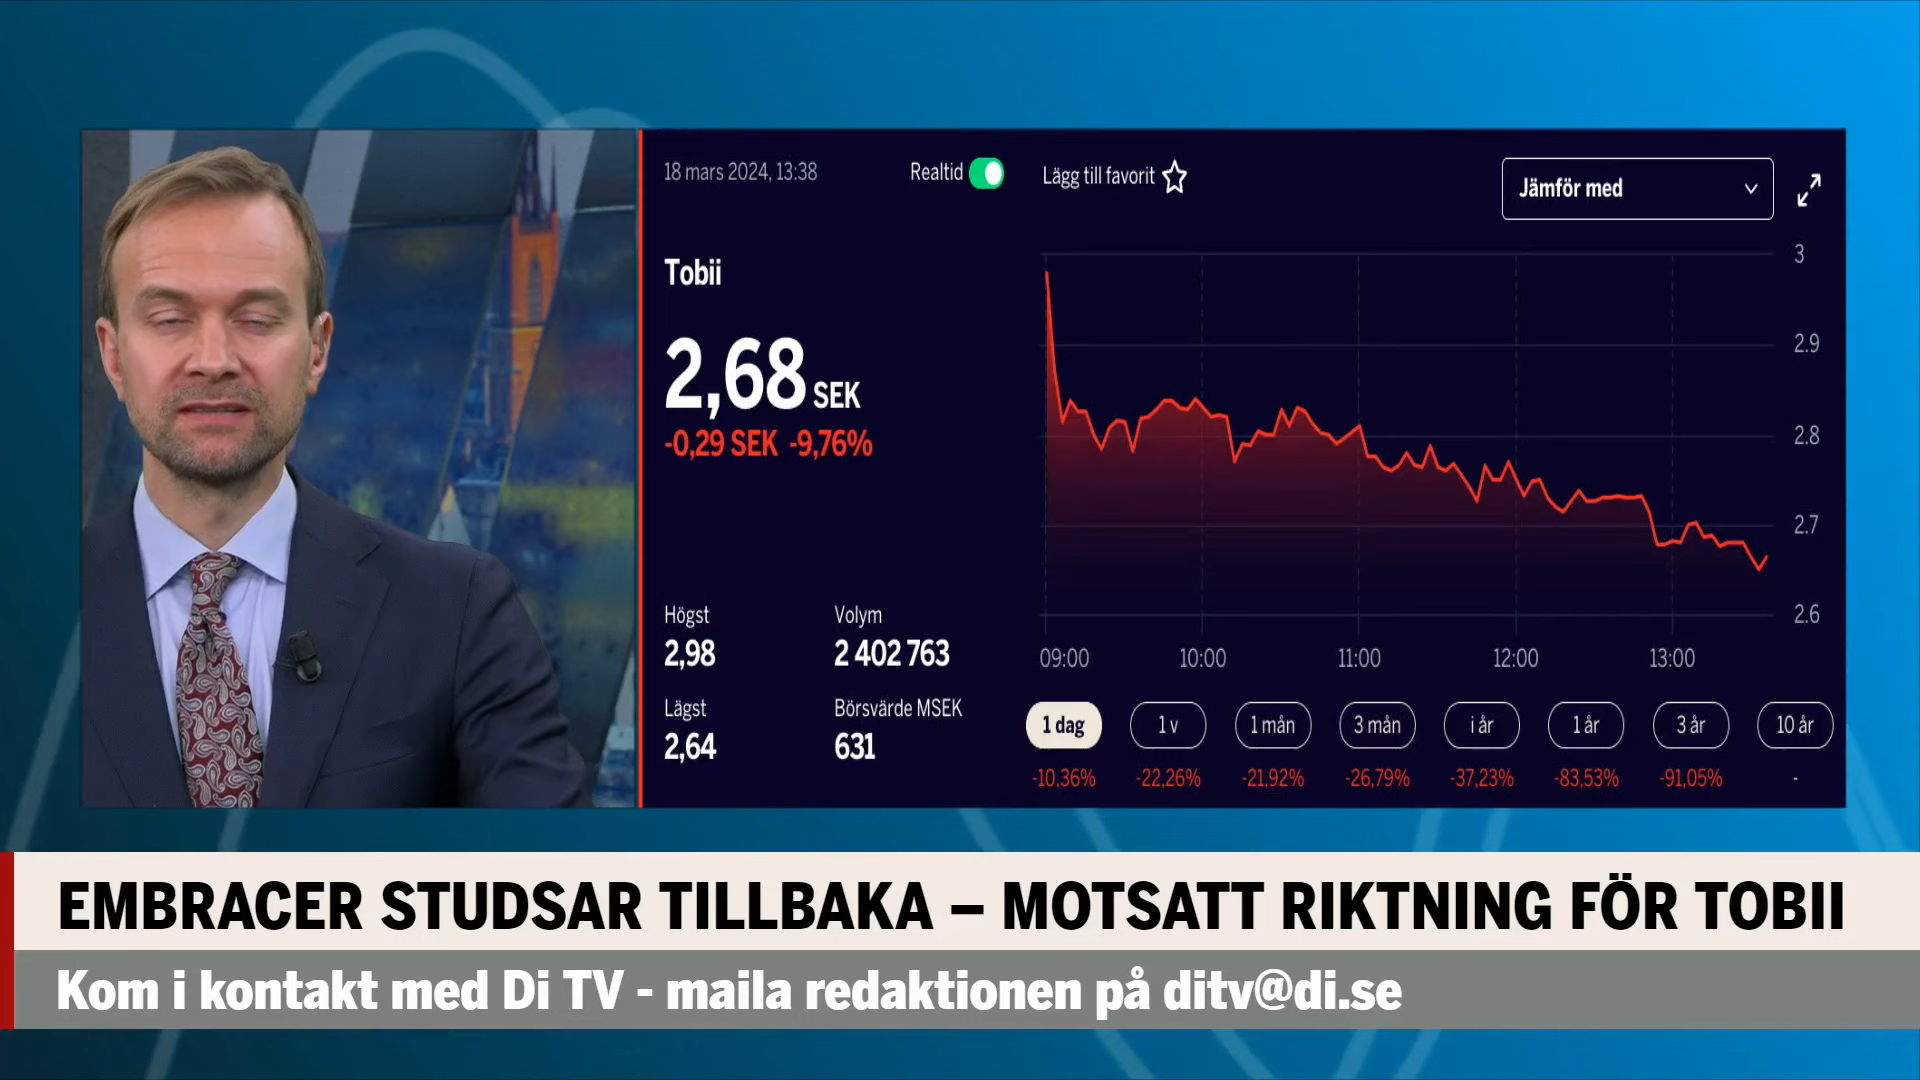 18 mars 2024, 13:38
Realtid
Lägg till favorit
Jämför med
Tobii
2,68 SEK
-0,29 SEK -9,76%
Högst
2,98
Volym
2 402 763
Lägst
2,64
Börsvärde MSEK
631
3
2.9
2.8
2.7
2.6
09:00 10:00 11:00 12:00 13:00
1 dag 1 v 1 mån 3 mån i år 1 år 3 år 10 år
-10,36% -22,26% -21,92% -26,79% -37,23% -83,53% -91,05% -
EMBRACER STUDSAR TILLBAKA – MOTSATT RIKTNING FÖR TOBII
Kom i kontakt med Di TV - maila redaktionen på ditv@di.se